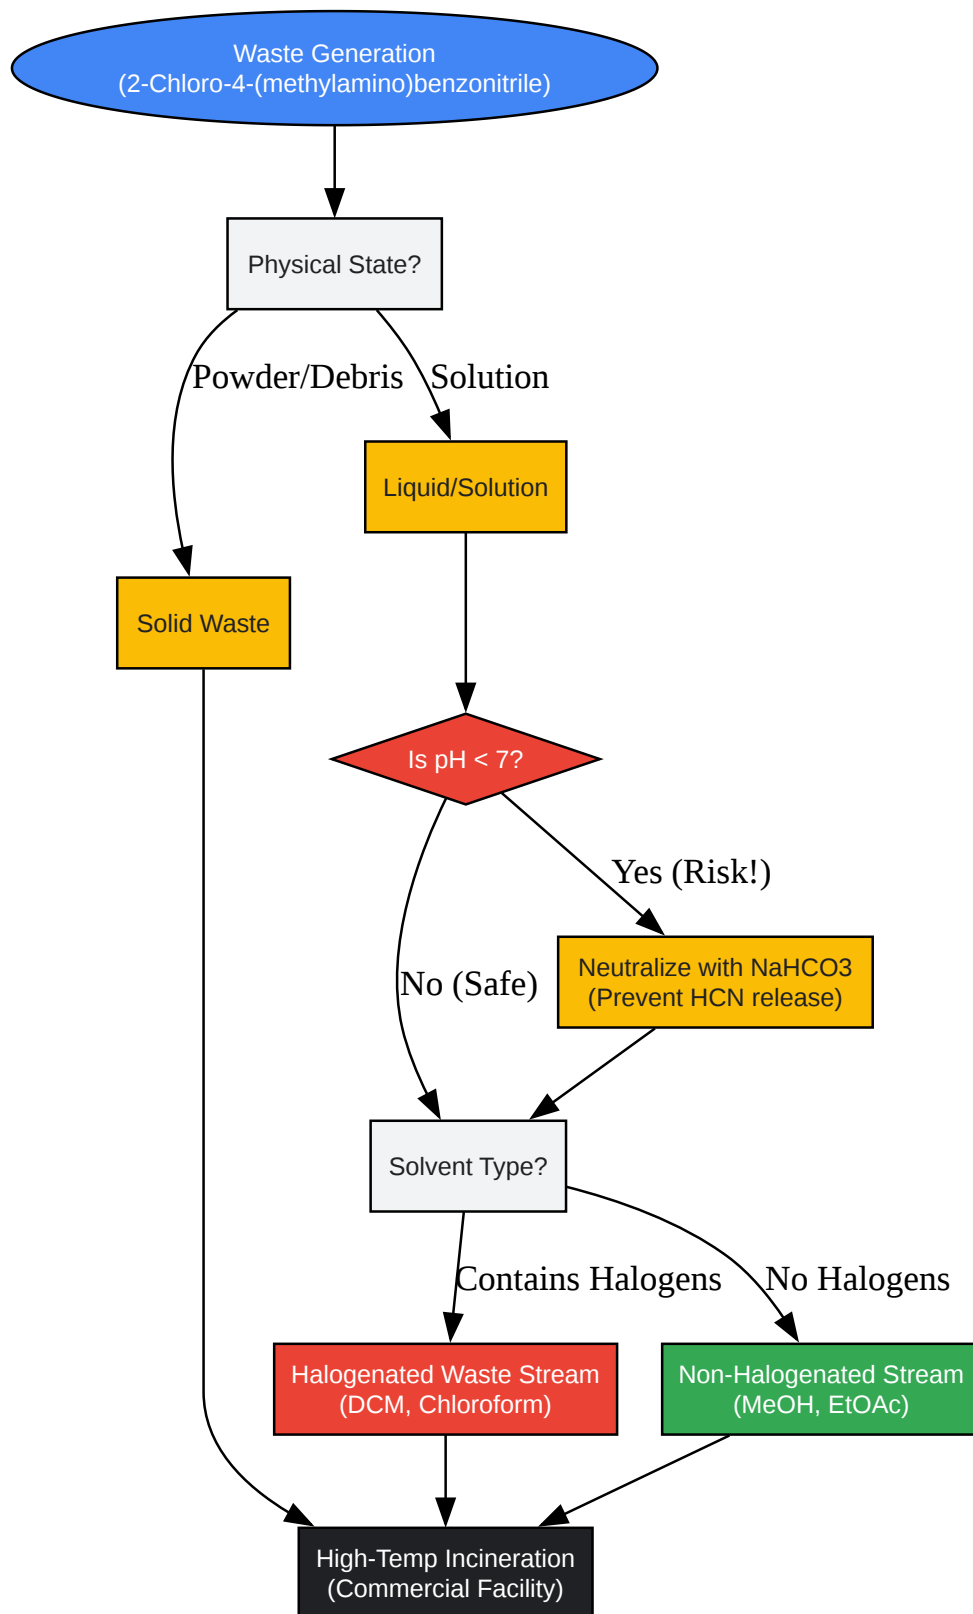 Waste Generation
(2-Chloro-4-(methylamino)benzonitrile)
Physical State?
Powder/Debris
Solution
Liquid/Solution
Solid Waste
Is pH < 7?
Yes (Risk!)
Neutralize with NaHCO3
(Prevent HCN release)
No (Safe)
Solvent Type?
Contains Halogens
No Halogens
Halogenated Waste Stream
(DCM, Chloroform)
Non-Halogenated Stream
(MeOH, EtOAc)
High-Temp Incineration
(Commercial Facility)